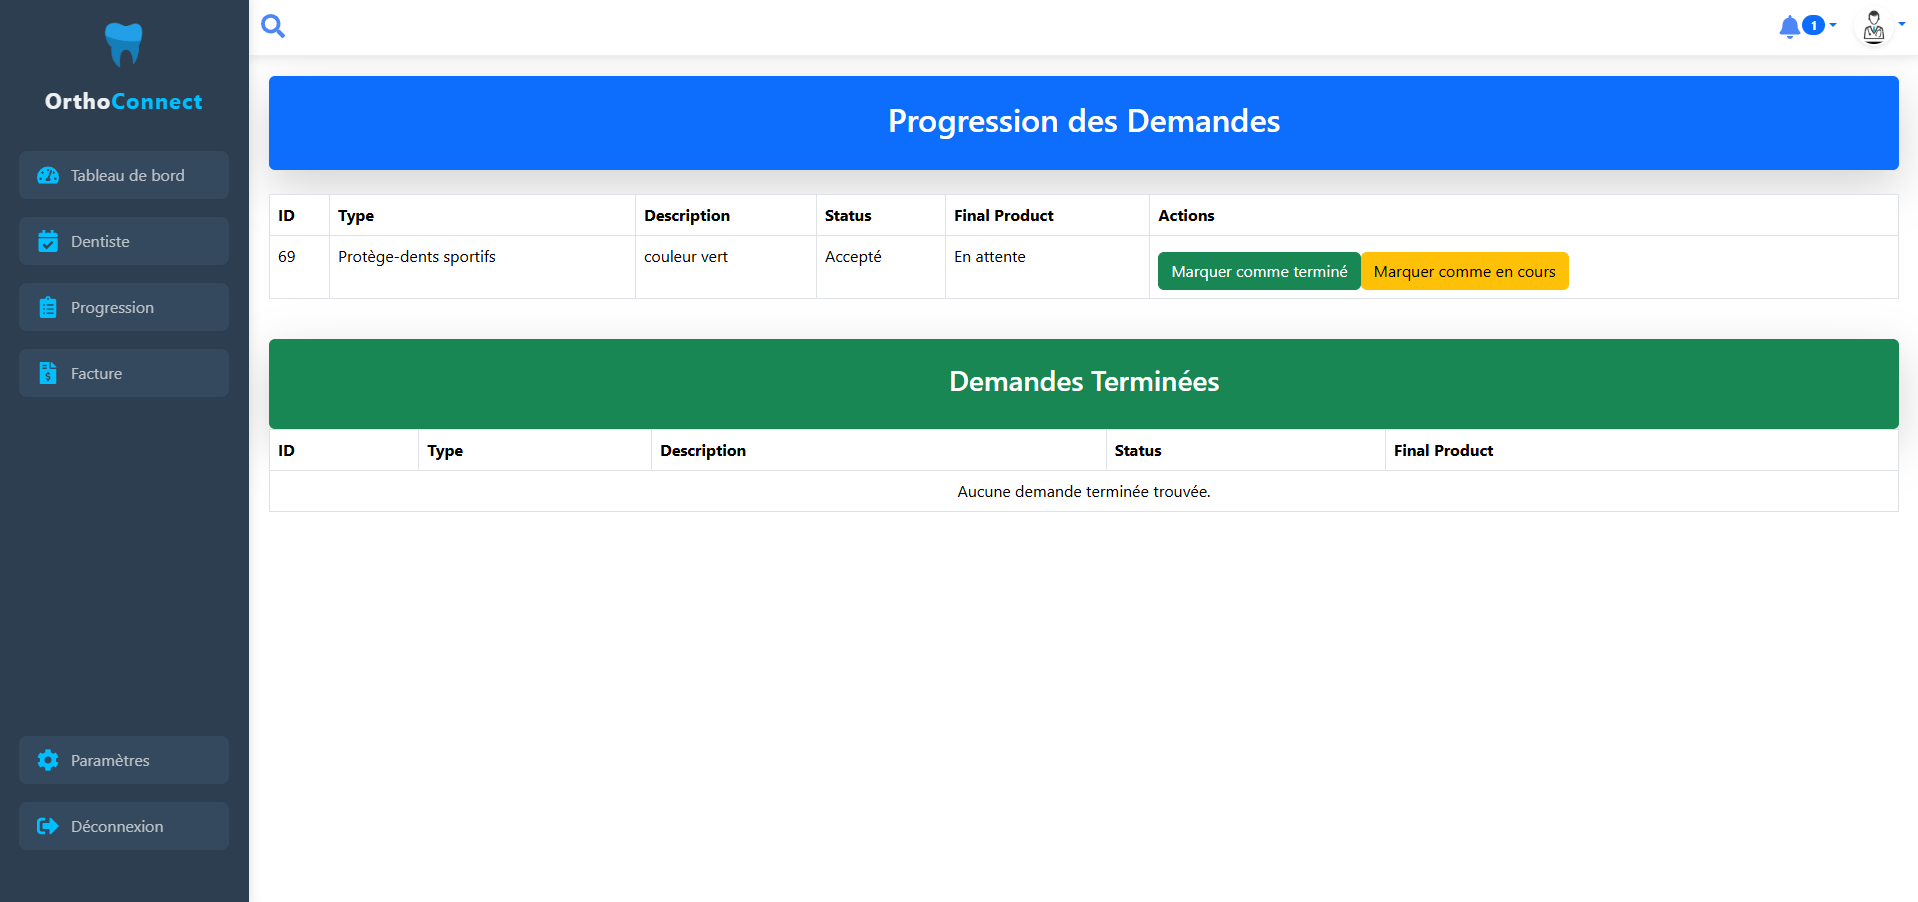 OrthoConnect
Tableau de bord
Dentiste
Progression
Facture
Paramètres
Déconnexion
1
Progression des Demandes
ID Type Description Status Final Product Actions
69 Protège-dents sportifs couleur vert Accepté En attente Marquer comme terminé Marquer comme en cours
Demandes Terminées
ID Type Description Status Final Product
Aucune demande terminée trouvée.